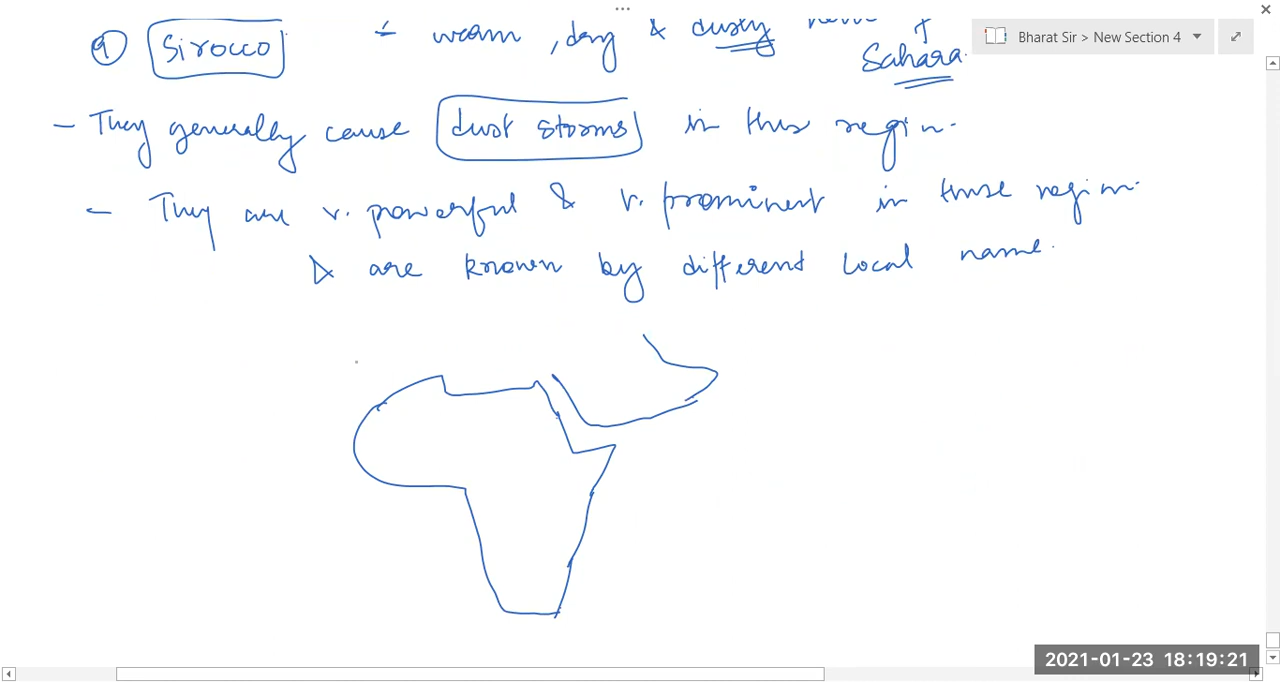 9 Sirocco ± warm, dry & dusty
Sahara.
Bharat Sir > New Section 4
- They generally cause dust storms in this region.
- They are v. powerful & v. prominent in these region.
& are known by different local name.
2021-01-23 18:19:21